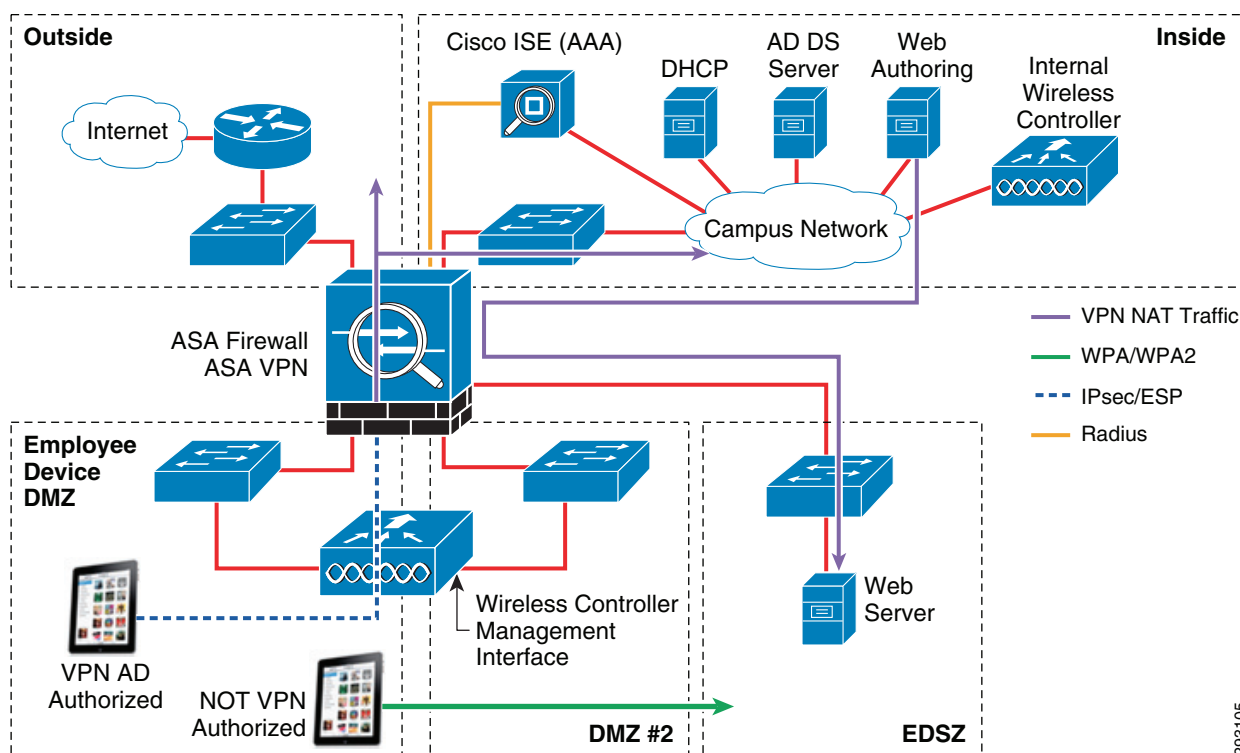 Outside
Inside
Cisco ISE (AAA)
DHCP
AD DS
Server
Web
Authoring
Internal
Wireless
Controller
Internet
Campus Network
ASA Firewall
ASA VPN
VPN NAT Traffic
WPA/WPA2
IPsec/ESP
Radius
Employee
Device
DMZ
Wireless Controller
Management
Interface
Web
Server
VPN AD
Authorized
NOT VPN
Authorized
DMZ #2
EDSZ